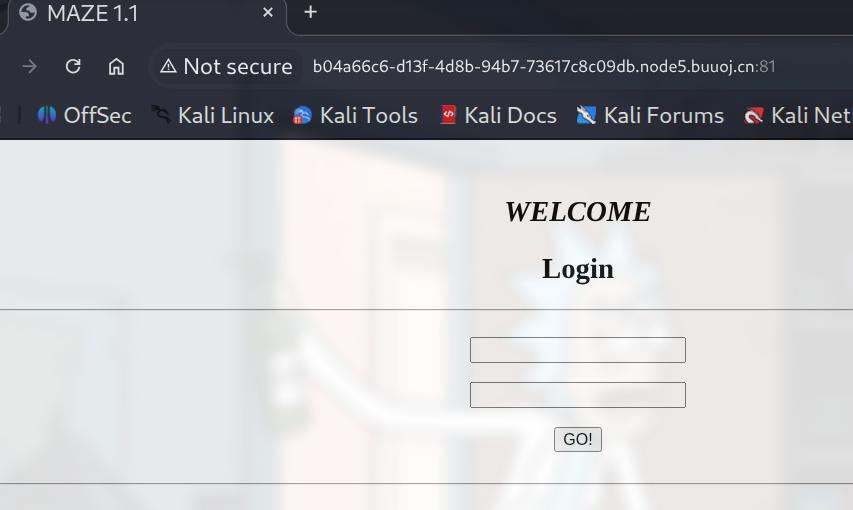 MAZE 1.1 × +
Not secure b04a66c6-d13f-4d8b-94b7-73617c8c09db.node5.buuoj.cn:81
OffSec Kali Linux Kali Tools Kali Docs Kali Forums Kali Net
WELCOME
Login
GO!